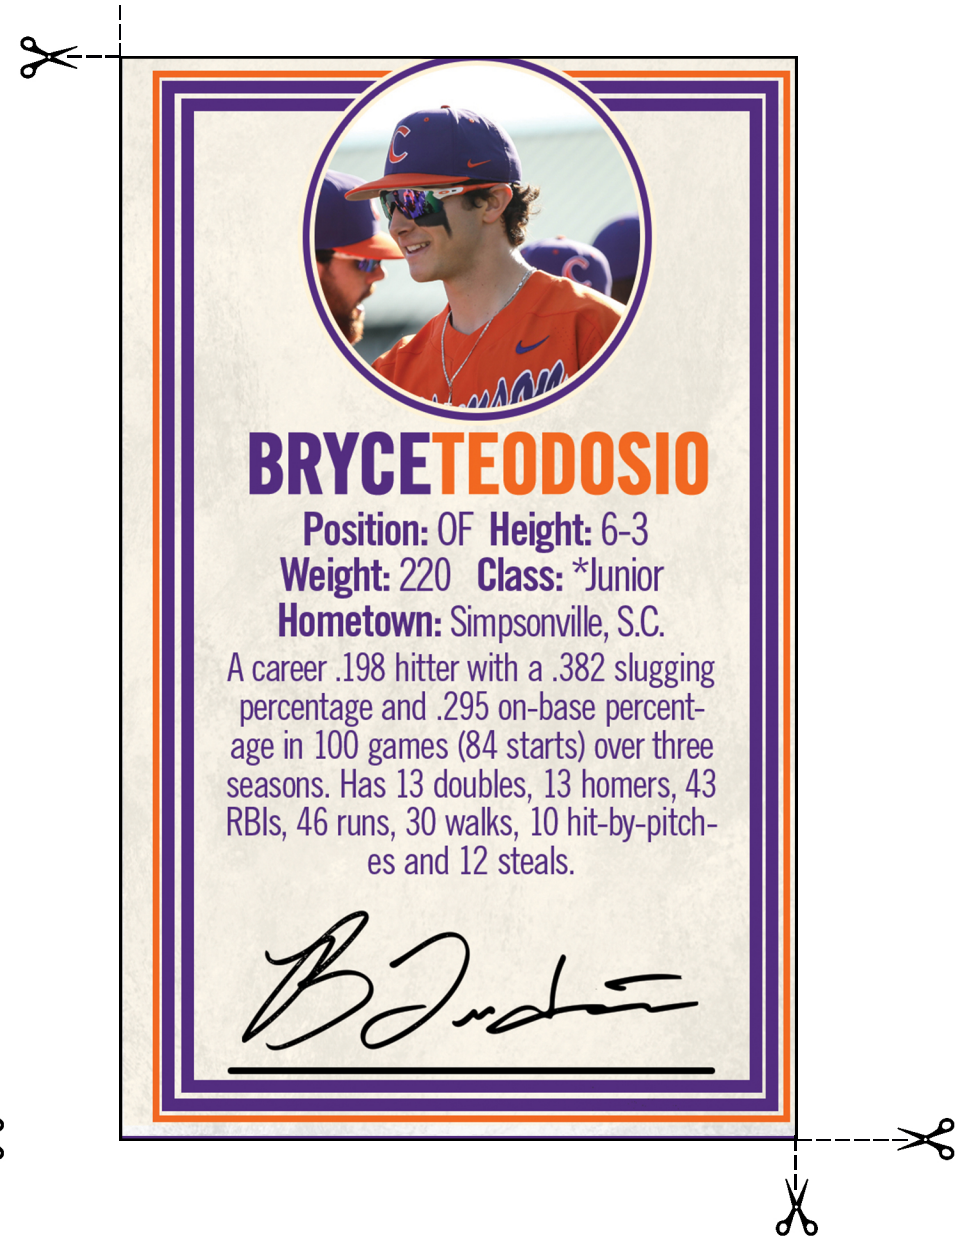 C
C
BRYCETEODOSIO
Position: OF Height: 6-3
Weight: 220 Class: *Junior
Hometown: Simpsonville, S.C.
A career .198 hitter with a .382 slugging
percentage and .295 on-base percent-
age in 100 games (84 starts) over three
seasons. Has 13 doubles, 13 homers, 43
RBIs, 46 runs, 30 walks, 10 hit-by-pitch-
es and 12 steals.